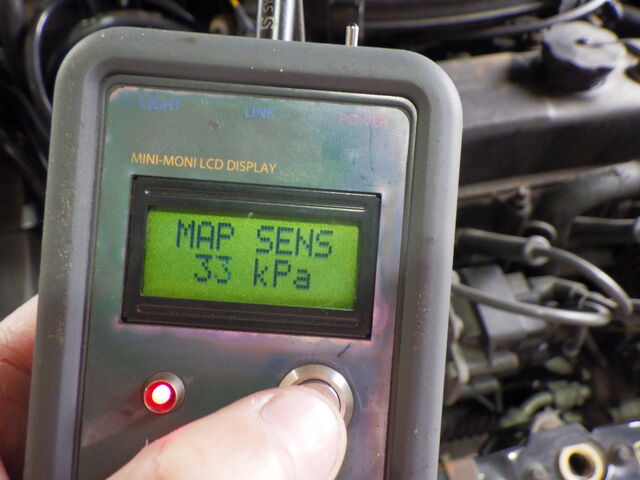 LIGHT
LINK
POWER
MINI-MONI LCD DISPLAY
MAP SENS
33 kPa